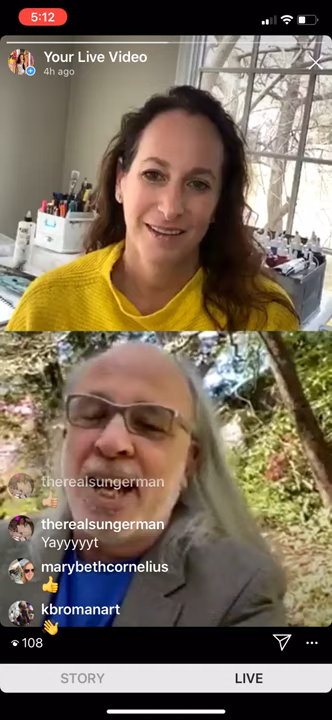 5:12
Your Live Video
4h ago
therealsungerman
therealsungerman
Yayyyyyt
marybethcornelius
kbromanart
108
STORY
LIVE